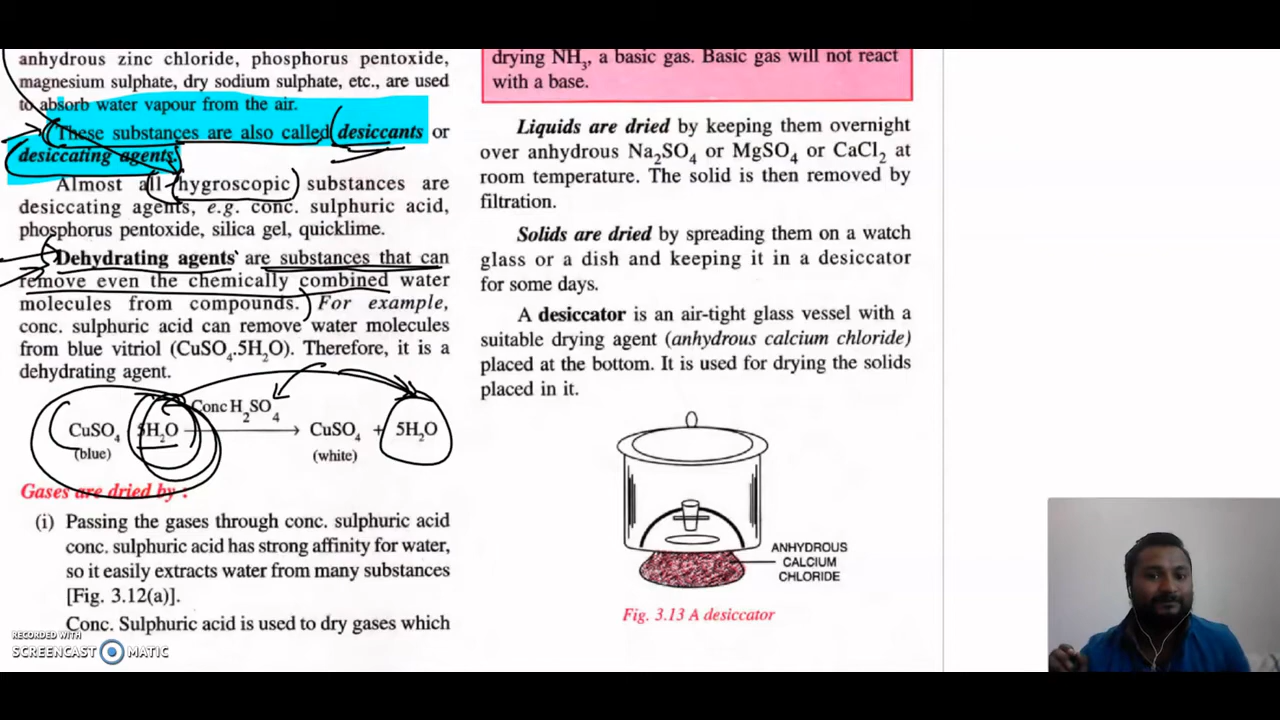 anhydrous zinc chloride, phosphorus pentoxide,
magnesium sulphate, dry sodium sulphate, etc., are used
to absorb water vapour from the air.
These substances are also called desiccants or
desiccating agents.
Almost all hygroscopic substances are
desiccating agents, e.g. conc. sulphuric acid,
phosphorus pentoxide, silica gel, quicklime.
Dehydrating agents are substances that can
remove even the chemically combined water
molecules from compounds. For example,
conc. sulphuric acid can remove water molecules
from blue vitriol (CuSO₄.5H₂O). Therefore, it is a
dehydrating agent.
Conc H₂SO₄
CuSO₄ 5H₂O → CuSO₄ + 5H₂O
(blue) (white)
Gases are dried by :
(i) Passing the gases through conc. sulphuric acid
conc. sulphuric acid has strong affinity for water,
so it easily extracts water from many substances
[Fig. 3.12(a)].
Conc. Sulphuric acid is used to dry gases which
drying NH₃, a basic gas. Basic gas will not react
with a base.
Liquids are dried by keeping them overnight
over anhydrous Na₂SO₄ or MgSO₄ or CaCl₂ at
room temperature. The solid is then removed by
filtration.
Solids are dried by spreading them on a watch
glass or a dish and keeping it in a desiccator
for some days.
A desiccator is an air-tight glass vessel with a
suitable drying agent (anhydrous calcium chloride)
placed at the bottom. It is used for drying the solids
placed in it.
ANHYDROUS
CALCIUM
CHLORIDE
Fig. 3.13 A desiccator
RECORDED WITH
SCREENCAST MATIC